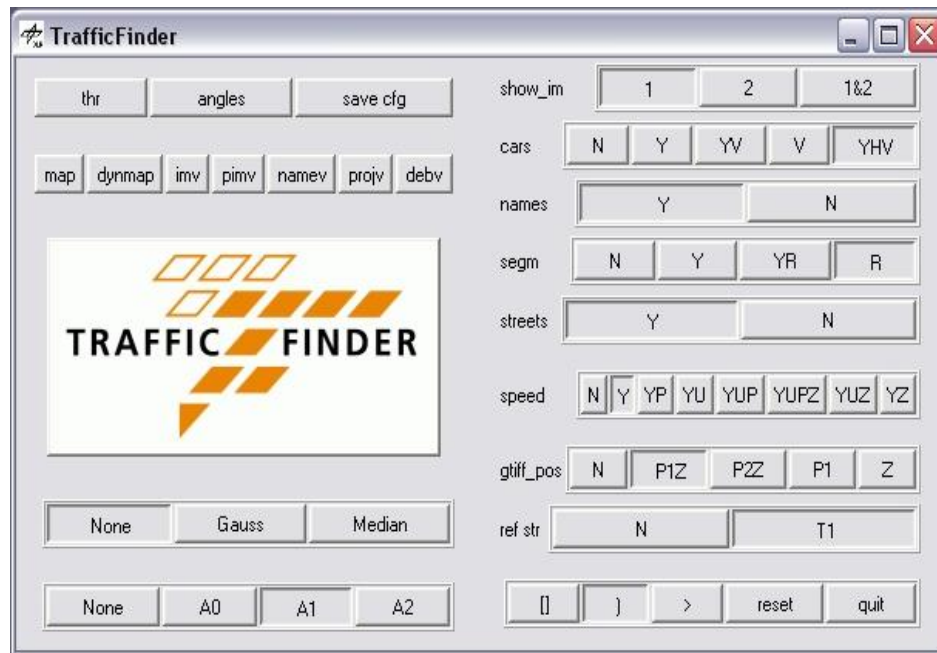 TrafficFinder
thr angles save cfg
map dynmap imv pimv namev projv debv
TRAFFIC FINDER
None Gauss Median
None A0 A1 A2
show_im 1 2 1&2
cars N Y YV V YHV
names Y N
segm N Y YR R
streets Y N
speed N Y YP YU YUP YUPZ YUZ YZ
gtiff_pos N P1Z P2Z P1 Z
ref str N T1
[] ) > reset quit